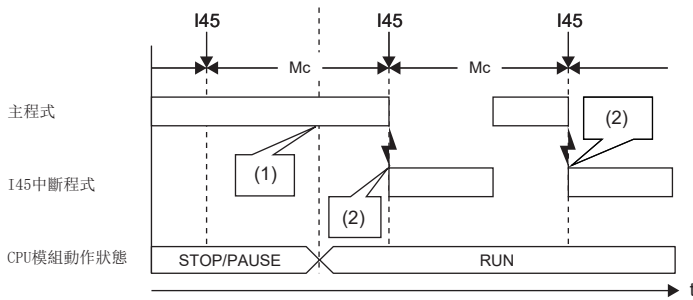 I45 I45 I45
Mc Mc
主程式
(1)
(2)
I45中斷程式
(2)
CPU模組動作狀態
STOP/PAUSE RUN
t